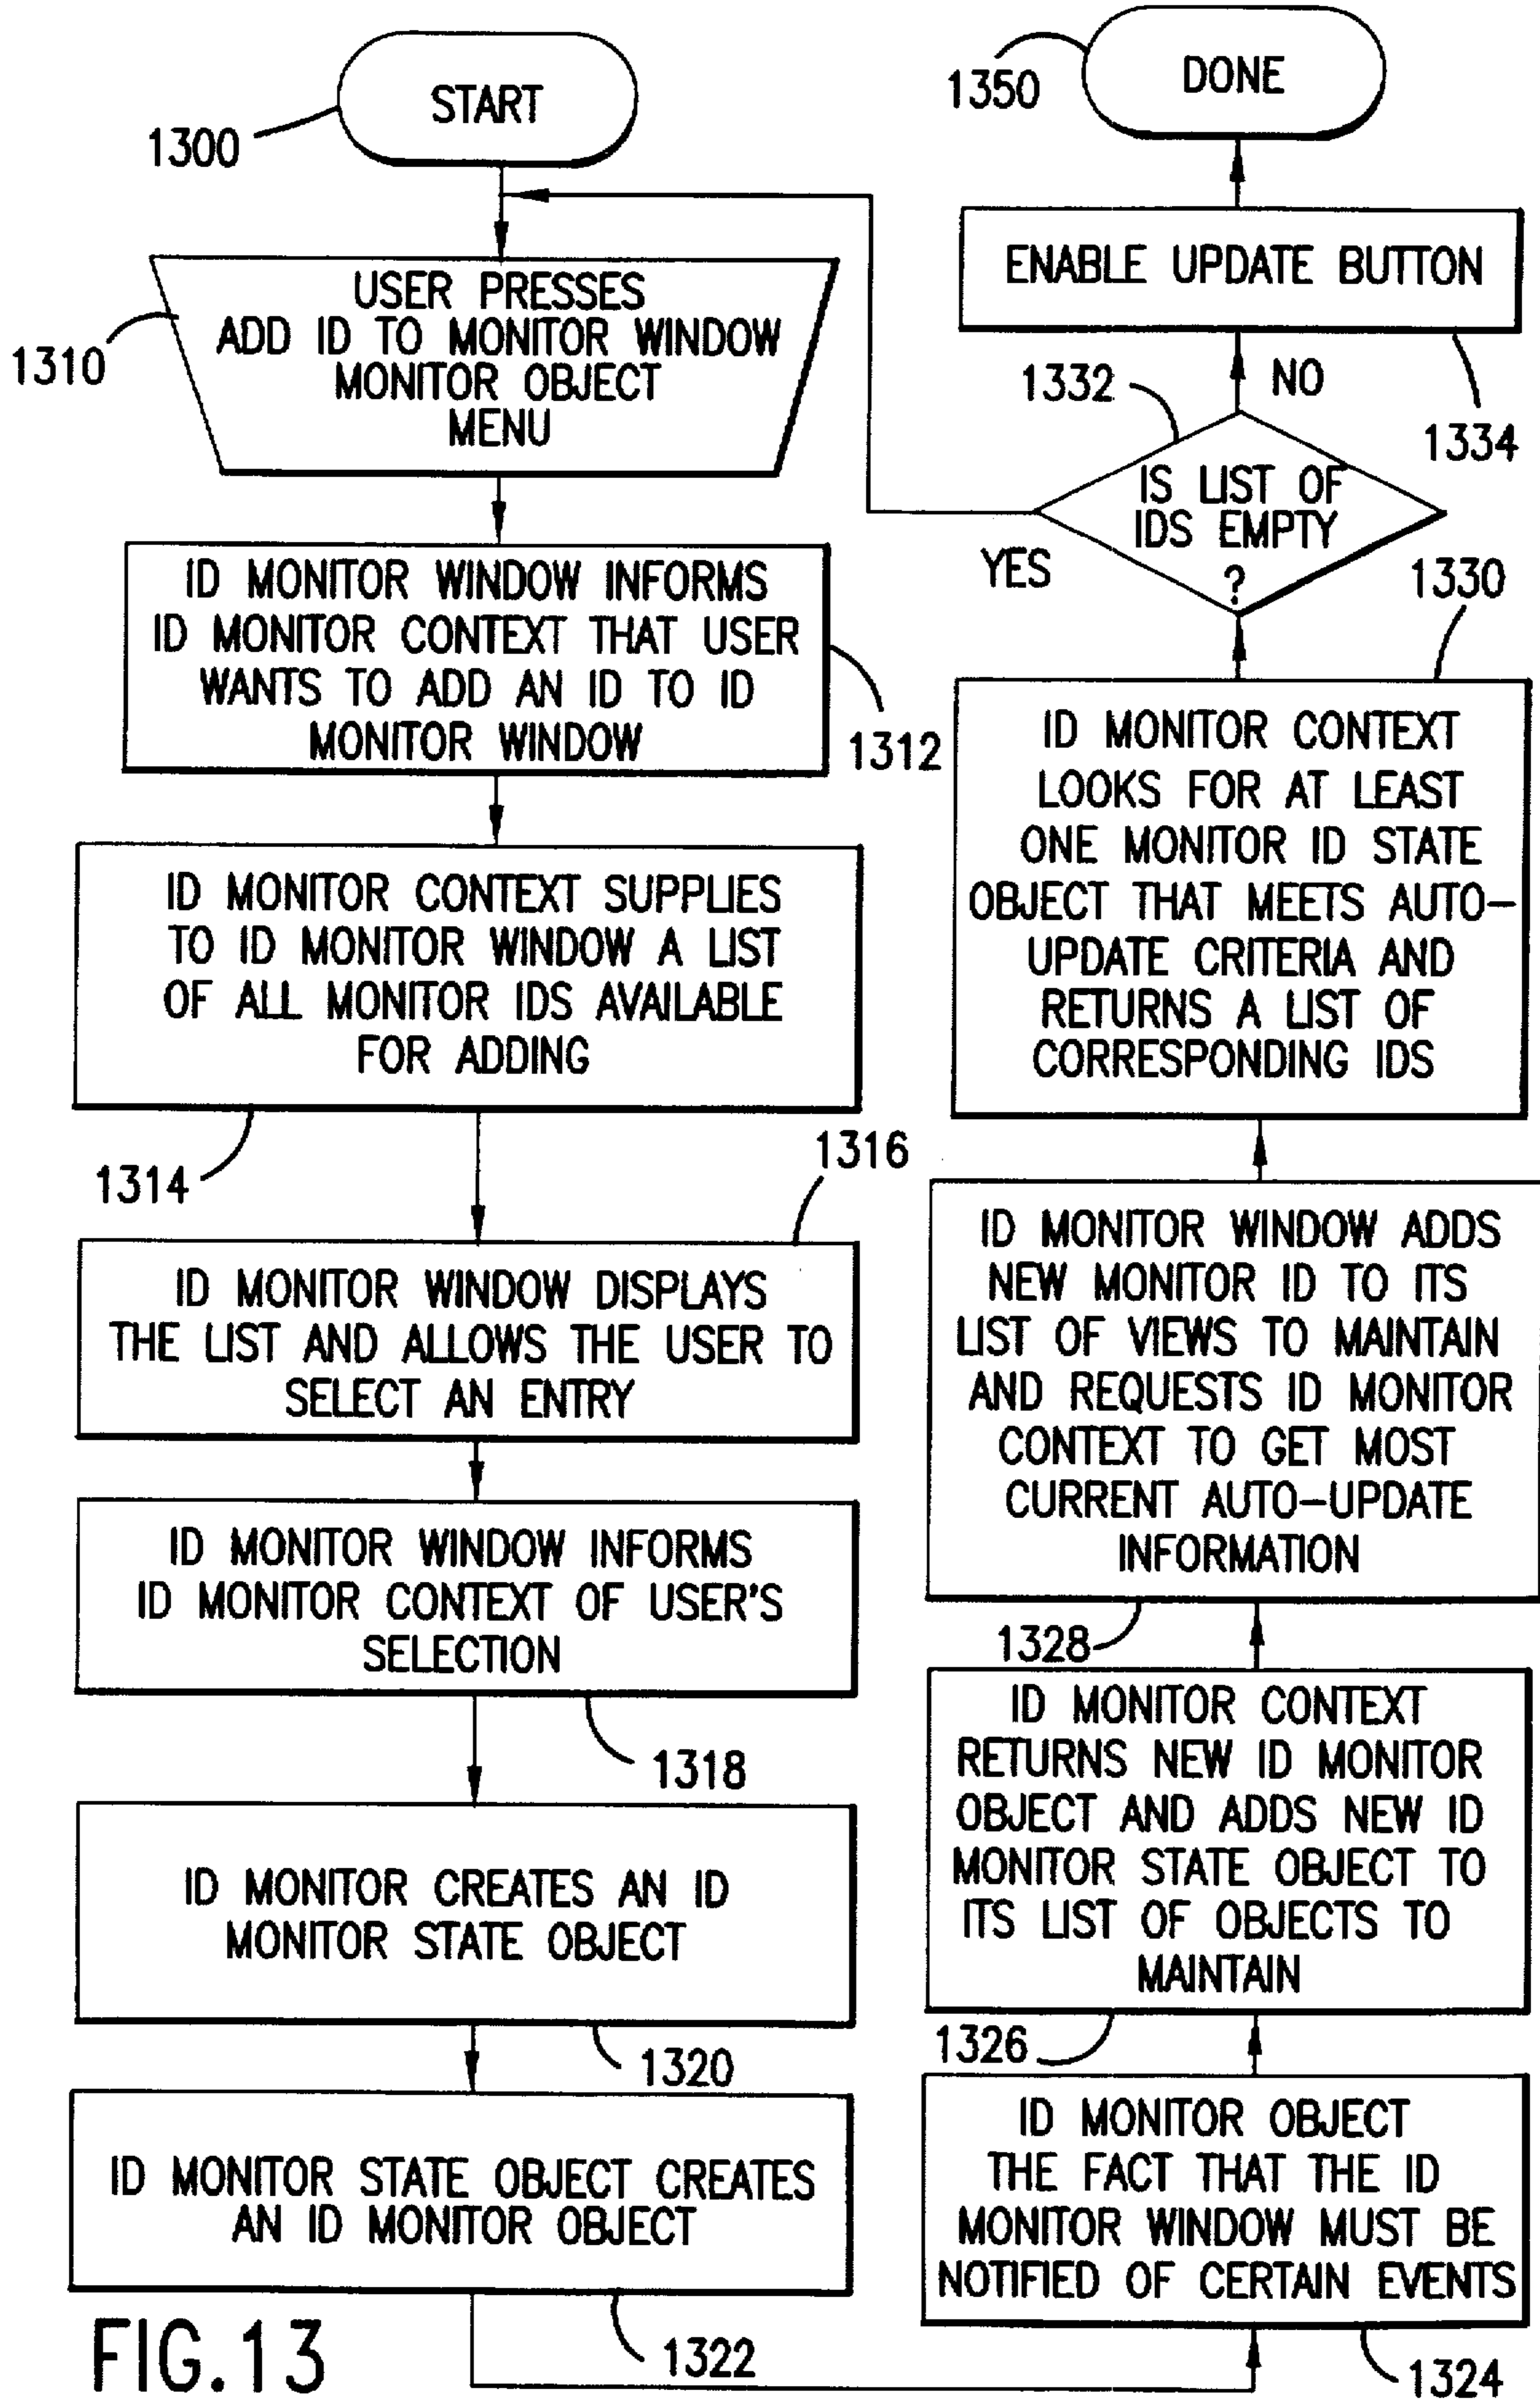 START
1300
USER PRESSES
ADD ID TO MONITOR WINDOW
MONITOR OBJECT
MENU
1310
ID MONITOR WINDOW INFORMS
ID MONITOR CONTEXT THAT USER
WANTS TO ADD AN ID TO ID
MONITOR WINDOW
1312
ID MONITOR CONTEXT SUPPLIES
TO ID MONITOR WINDOW A LIST
OF ALL MONITOR IDS AVAILABLE
FOR ADDING
1314
1316
ID MONITOR WINDOW DISPLAYS
THE LIST AND ALLOWS THE USER TO
SELECT AN ENTRY
ID MONITOR WINDOW INFORMS
ID MONITOR CONTEXT OF USER'S
SELECTION
1318
ID MONITOR CREATES AN ID
MONITOR STATE OBJECT
1320
ID MONITOR STATE OBJECT CREATES
AN ID MONITOR OBJECT
1322
ID MONITOR OBJECT
THE FACT THAT THE ID
MONITOR WINDOW MUST BE
NOTIFIED OF CERTAIN EVENTS
1324
ID MONITOR CONTEXT
RETURNS NEW ID MONITOR
OBJECT AND ADDS NEW ID
MONITOR STATE OBJECT TO
ITS LIST OF OBJECTS TO
MAINTAIN
1326
ID MONITOR WINDOW ADDS
NEW MONITOR ID TO ITS
LIST OF VIEWS TO MAINTAIN
AND REQUESTS ID MONITOR
CONTEXT TO GET MOST
CURRENT AUTO-UPDATE
INFORMATION
1328
ID MONITOR CONTEXT
LOOKS FOR AT LEAST
ONE MONITOR ID STATE
OBJECT THAT MEETS AUTO-
UPDATE CRITERIA AND
RETURNS A LIST OF
CORRESPONDING IDS
1330
IS LIST OF
IDS EMPTY
?
1332
YES
NO
ENABLE UPDATE BUTTON
1334
DONE
1350
FIG.13